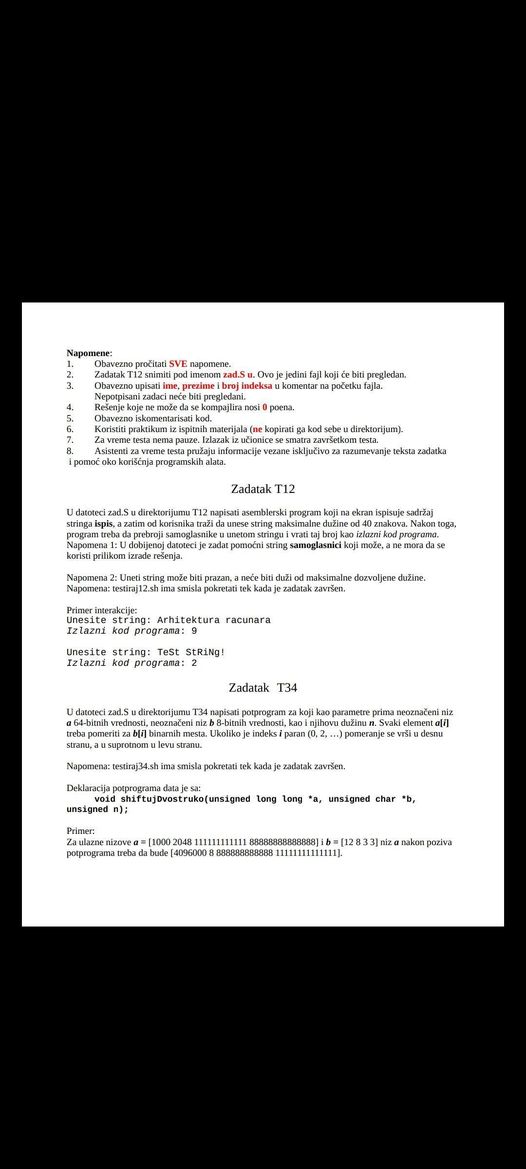 Napomene:
1. Obavezno pročitati SVE napomene.
2. Zadatak T12 snimiti pod imenom zad.S u. Ovo je jedini fajl koji će biti pregledan.
3. Obavezno upisati ime, prezime i broj indeksa u komentar na početku fajla.
Nepotpisani zadaci neće biti pregledani.
4. Rešenje koje ne može da se kompajlira nosi 0 poena.
5. Obavezno iskomentarisati kod.
6. Koristiti praktikum iz ispitnih materijala (ne kopirati ga kod sebe u direktorijum).
7. Za vreme testa nema pauze. Izlazak iz učionice se smatra završetkom testa.
8. Asistenti za vreme testa pružaju informacije vezane isključivo za razumevanje teksta zadatka
i pomoć oko korišćnja programskih alata.
Zadatak T12
U datoteci zad.S u direktorijumu T12 napisati asemblerski program koji na ekran ispisuje sadržaj
stringa ispis, a zatim od korisnika traži da unese string maksimalne dužine od 40 znakova. Nakon toga,
program treba da prebroji samoglasnike u unetom stringu i vrati taj broj kao izlazni kod programa.
Napomena 1: U dobijenoj datoteci je zadat pomoćni string samoglasnici koji može, a ne mora da se
koristi prilikom izrade rešenja.
Napomena 2: Uneti string može biti prazan, a neće biti duži od maksimalne dozvoljene dužine.
Napomena: testiraj12.sh ima smisla pokretati tek kada je zadatak završen.
Primer interakcije:
Unesite string: Arhitektura racunara
Izlazni kod programa: 9
Unesite string: TeSt StRiNg!
Izlazni kod programa: 2
Zadatak T34
U datoteci zad.S u direktorijumu T34 napisati potprogram za koji kao parametre prima neoznačeni niz
a 64-bitnih vrednosti, neoznačeni niz b 8-bitnih vrednosti, kao i njihovu dužinu n. Svaki element a[i]
treba pomeriti za b[i] binarnih mesta. Ukoliko je indeks i paran (0, 2, …) pomeranje se vrši u desnu
stranu, a u suprotnom u levu stranu.
Napomena: testiraj34.sh ima smisla pokretati tek kada je zadatak završen.
Deklaracija potprograma data je sa:
void shiftujDvostruko(unsigned long long *a, unsigned char *b,
unsigned n);
Primer:
Za ulazne nizove a = [1000 2048 111111111111 88888888888888] i b = [12 8 3 3] niz a nakon poziva
potprograma treba da bude [4096000 8 888888888888 11111111111111].